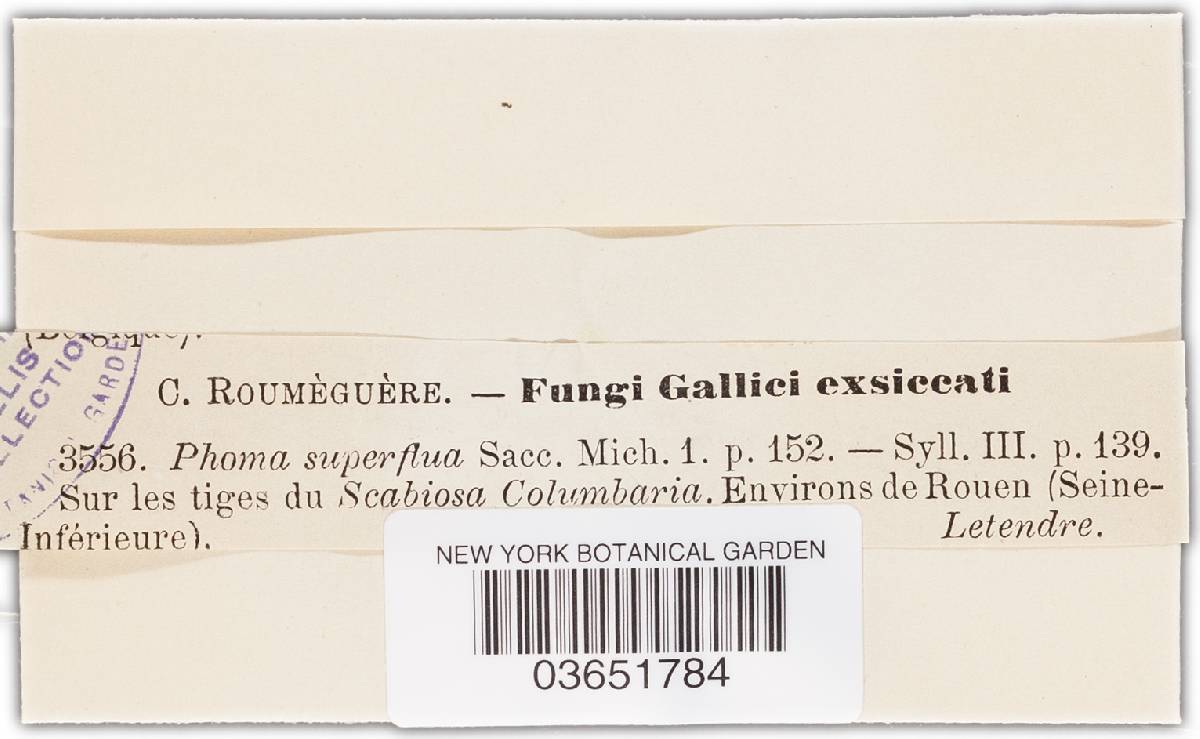 (Belgique).
C. ROUMÈGUÈRE. — Fungi Gallici exsiccati
3556. Phoma superflua Sacc. Mich. 1. p. 152. — Syll. III. p. 139.
Sur les tiges du Scabiosa Columbaria. Environs de Rouen (Seine-
Inférieure). Letendre.
NEW YORK BOTANICAL GARDEN
03651784